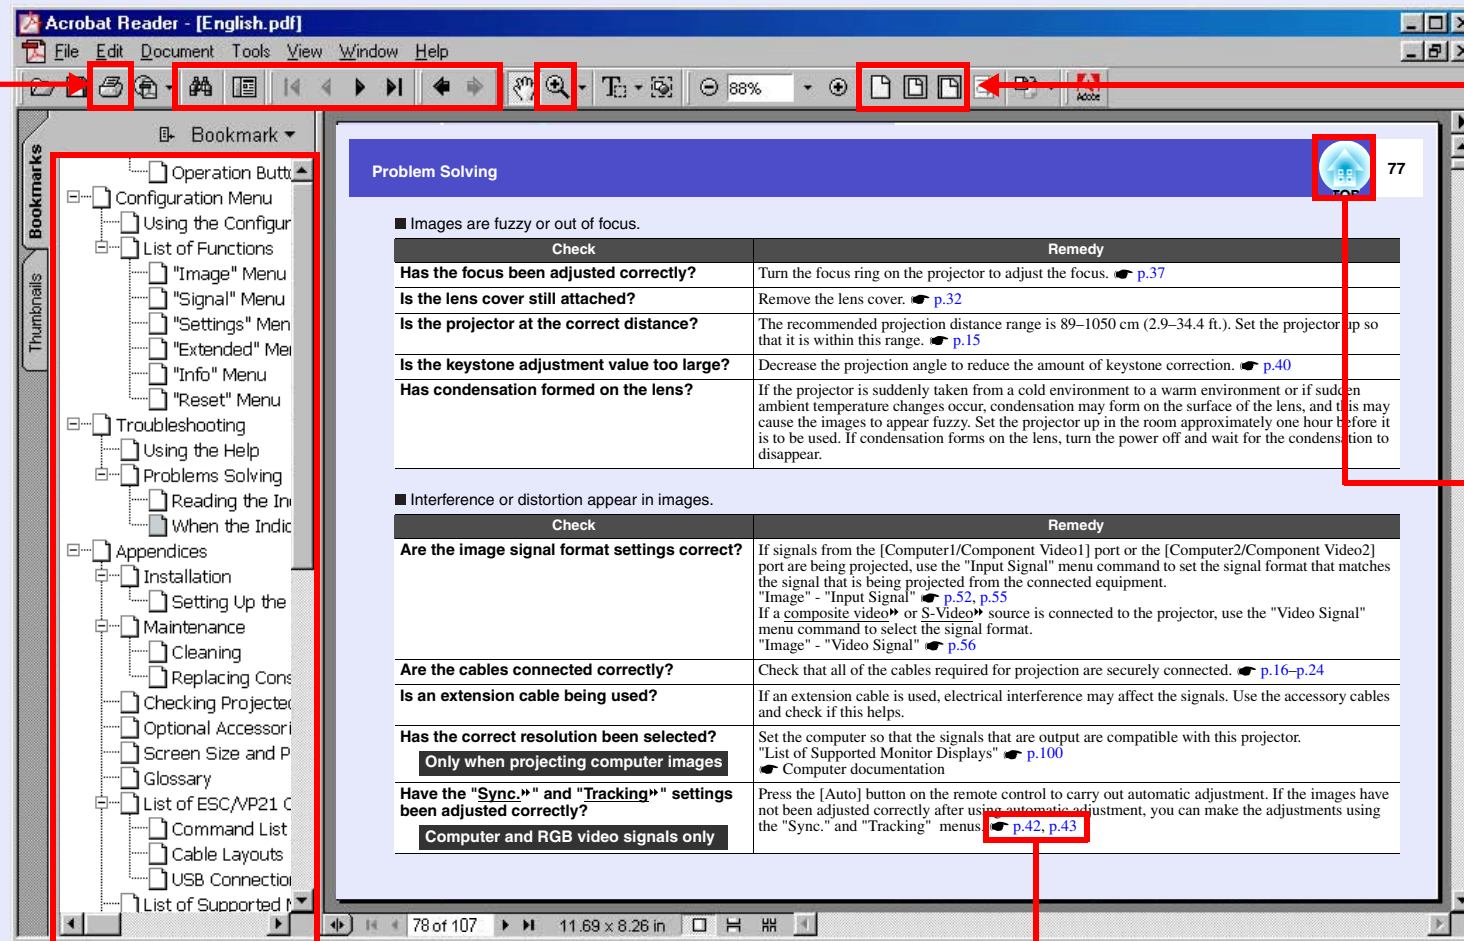 Acrobat Reader - [English.pdf]
File Edit Document Tools View Window Help
88%
Adobe
Bookmarks
Thumbnails
Bookmark
Operation Butt
Configuration Menu
Using the Configur
List of Functions
"Image" Menu
"Signal" Menu
"Settings" Men
"Extended" Me
"Info" Menu
"Reset" Menu
Troubleshooting
Using the Help
Problems Solving
Reading the In
When the Indic
Appendices
Installation
Setting Up the
Maintenance
Cleaning
Replacing Cons
Checking Projected
Optional Accessori
Screen Size and P
Glossary
List of ESC/VP21 C
Command List
Cable Layouts
USB Connectio
List of Supported M
Problem Solving
TOP
77
■ Images are fuzzy or out of focus.
Check Remedy
Has the focus been adjusted correctly? Turn the focus ring on the projector to adjust the focus. ☛ p.37
Is the lens cover still attached? Remove the lens cover. ☛ p.32
Is the projector at the correct distance? The recommended projection distance range is 89–1050 cm (2.9–34.4 ft.). Set the projector up so
that it is within this range. ☛ p.15
Is the keystone adjustment value too large? Decrease the projection angle to reduce the amount of keystone correction. ☛ p.40
Has condensation formed on the lens? If the projector is suddenly taken from a cold environment to a warm environment or if sudden
ambient temperature changes occur, condensation may form on the surface of the lens, and this may
cause the images to appear fuzzy. Set the projector up in the room approximately one hour before it
is to be used. If condensation forms on the lens, turn the power off and wait for the condensation to
disappear.
■ Interference or distortion appear in images.
Check Remedy
Are the image signal format settings correct? If signals from the [Computer1/Component Video1] port or the [Computer2/Component Video2]
port are being projected, use the "Input Signal" menu command to set the signal format that matches
the signal that is being projected from the connected equipment.
"Image" - "Input Signal" ☛ p.52, p.55
If a composite video or S-Video source is connected to the projector, use the "Video Signal"
menu command to select the signal format.
"Image" - "Video Signal" ☛ p.56
Are the cables connected correctly? Check that all of the cables required for projection are securely connected. ☛ p.16–p.24
Is an extension cable being used? If an extension cable is used, electrical interference may affect the signals. Use the accessory cables
and check if this helps.
Has the correct resolution been selected?
Only when projecting computer images
Set the computer so that the signals that are output are compatible with this projector.
"List of Supported Monitor Displays" ☛ p.100
☛ Computer documentation
Have the "Sync." and "Tracking" settings
been adjusted correctly?
Computer and RGB video signals only
Press the [Auto] button on the remote control to carry out automatic adjustment. If the images have
not been adjusted correctly after using automatic adjustment, you can make the adjustments using
the "Sync." and "Tracking" menus. ☛ p.42, p.43
78 of 107 11.69 x 8.26 in